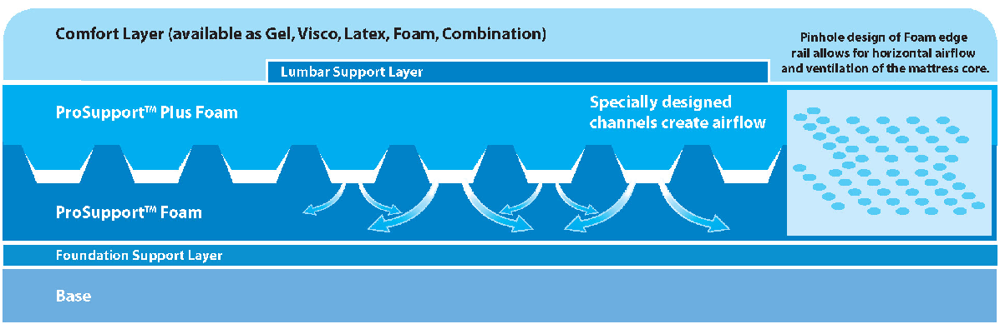 Comfort Layer (available as Gel, Visco, Latex, Foam, Combination)
Pinhole design of Foam edge
rail allows for horizontal airflow
and ventilation of the mattress core.
Lumbar Support Layer
ProSupport™ Plus Foam
Specially designed
channels create airflow
ProSupport™ Foam
Foundation Support Layer
Base